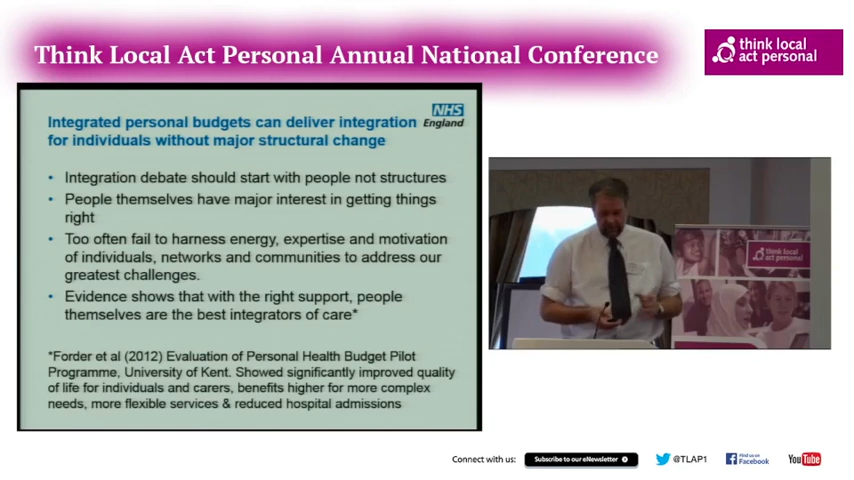 Think Local Act Personal Annual National Conference
think local
act personal
Integrated personal budgets can deliver integration
for individuals without major structural change
NHS
England
• Integration debate should start with people not structures
• People themselves have major interest in getting things
right
• Too often fail to harness energy, expertise and motivation
of individuals, networks and communities to address our
greatest challenges.
• Evidence shows that with the right support, people
themselves are the best integrators of care*
*Forder et al (2012) Evaluation of Personal Health Budget Pilot
Programme, University of Kent. Showed significantly improved quality
of life for individuals and carers, benefits higher for more complex
needs, more flexible services & reduced hospital admissions
think local
act personal
Connect with us:
Subscribe to our eNewsletter
@TLAP1
Find us on
Facebook
YouTube